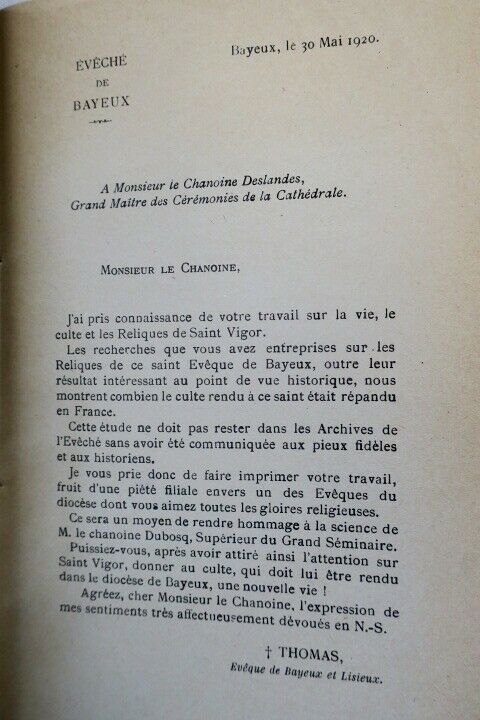 ÉVÊCHÉ
DE
BAYEUX
Bayeux, le 30 Mai 1920.
A Monsieur le Chanoine Deslandes,
Grand Maître des Cérémonies de la Cathédrale.
MONSIEUR LE CHANOINE,
J'ai pris connaissance de votre travail sur la vie, le
culte et les Reliques de Saint Vigor.
Les recherches que vous avez entreprises sur les
Reliques de ce saint Evêque de Bayeux, outre leur
résultat intéressant au point de vue historique, nous
montrent combien le culte rendu à ce saint était répandu
en France.
Cette étude ne doit pas rester dans les Archives de
l'Evêché sans avoir été communiquée aux pieux fidèles
et aux historiens.
Je vous prie donc de faire imprimer votre travail,
fruit d'une piété filiale envers un des Evêques du
diocèse dont vous aimez toutes les gloires religieuses.
Ce sera un moyen de rendre hommage à la science de
M. le chanoine Dubosq, Supérieur du Grand Séminaire.
Puissiez-vous, après avoir attiré ainsi l'attention sur
Saint Vigor, donner au culte, qui doit lui être rendu
dans le diocèse de Bayeux, une nouvelle vie !
Agréez, cher Monsieur le Chanoine, l'expression de
mes sentiments très affectueusement dévoués en N.-S.
† THOMAS,
Evêque de Bayeux et Lisieux.